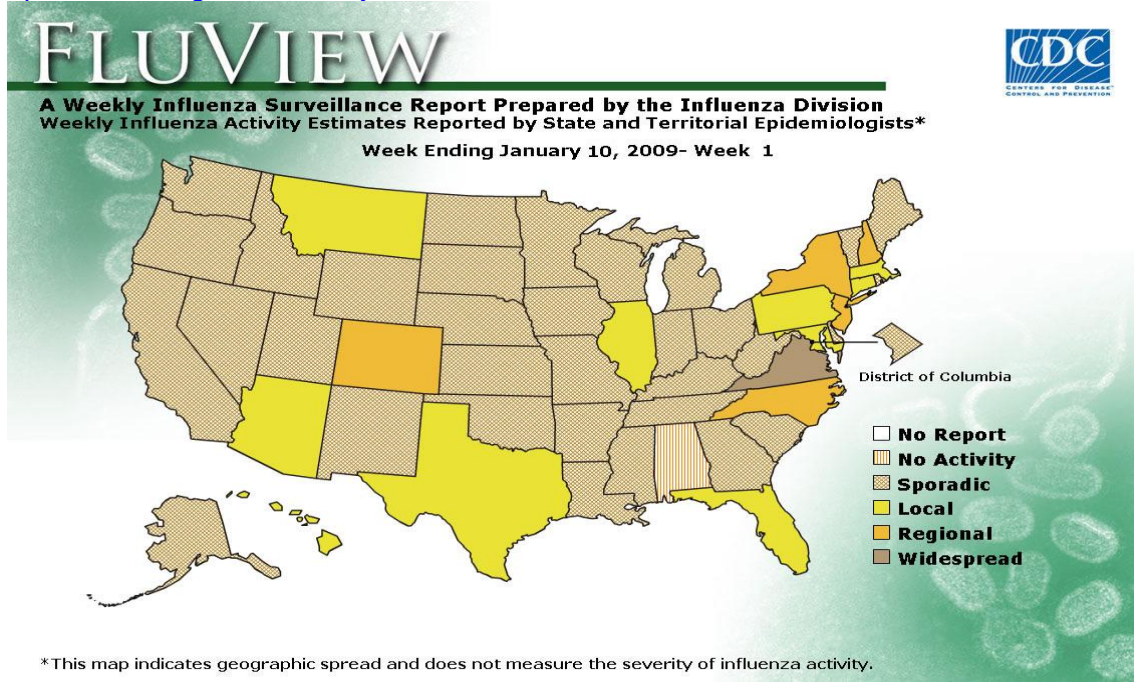 FLUVIEW
CDC
CENTERS FOR DISEASE
CONTROL AND PREVENTION
A Weekly Influenza Surveillance Report Prepared by the Influenza Division
Weekly Influenza Activity Estimates Reported by State and Territorial Epidemiologists*
Week Ending January 10, 2009- Week 1
District of Columbia
No Report
No Activity
Sporadic
Local
Regional
Widespread
*This map indicates geographic spread and does not measure the severity of influenza activity.